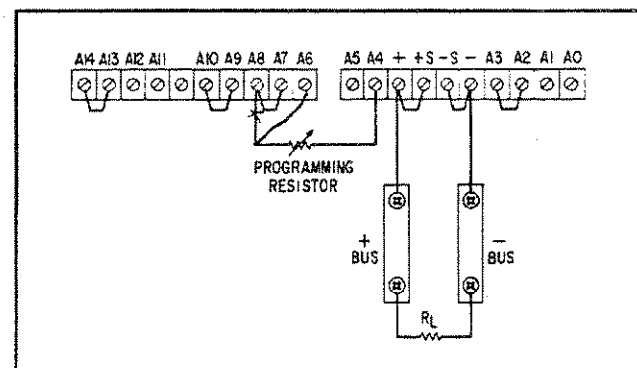 A14 A13 A12 A11 A10 A9 A8 A7 A6 A5 A4 + +S -S - A3 A2 A1 A0
PROGRAMMING
RESISTOR
+
BUS
-
BUS
RL